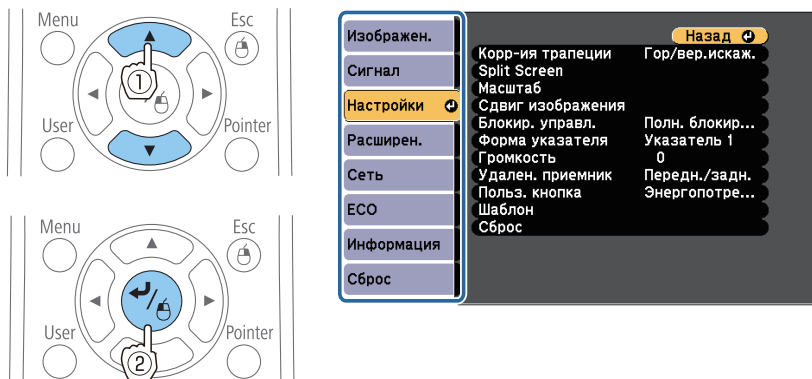 Menu
Esc
1
User
Pointer
Menu
Esc
User
Pointer
2
Изображен.
Сигнал
Настройки
Расширен.
Сеть
ECO
Информация
Сброс
Назад
Корр-ия трапеции Гор/вер.искаж.
Split Screen
Масштаб
Сдвиг изображения
Блокир. управл. Полн. блокир...
Форма указателя Указатель 1
Громкость 0
Удален. приемник Передн./задн.
Польз. кнопка Энергопотре...
Шаблон
Сброс